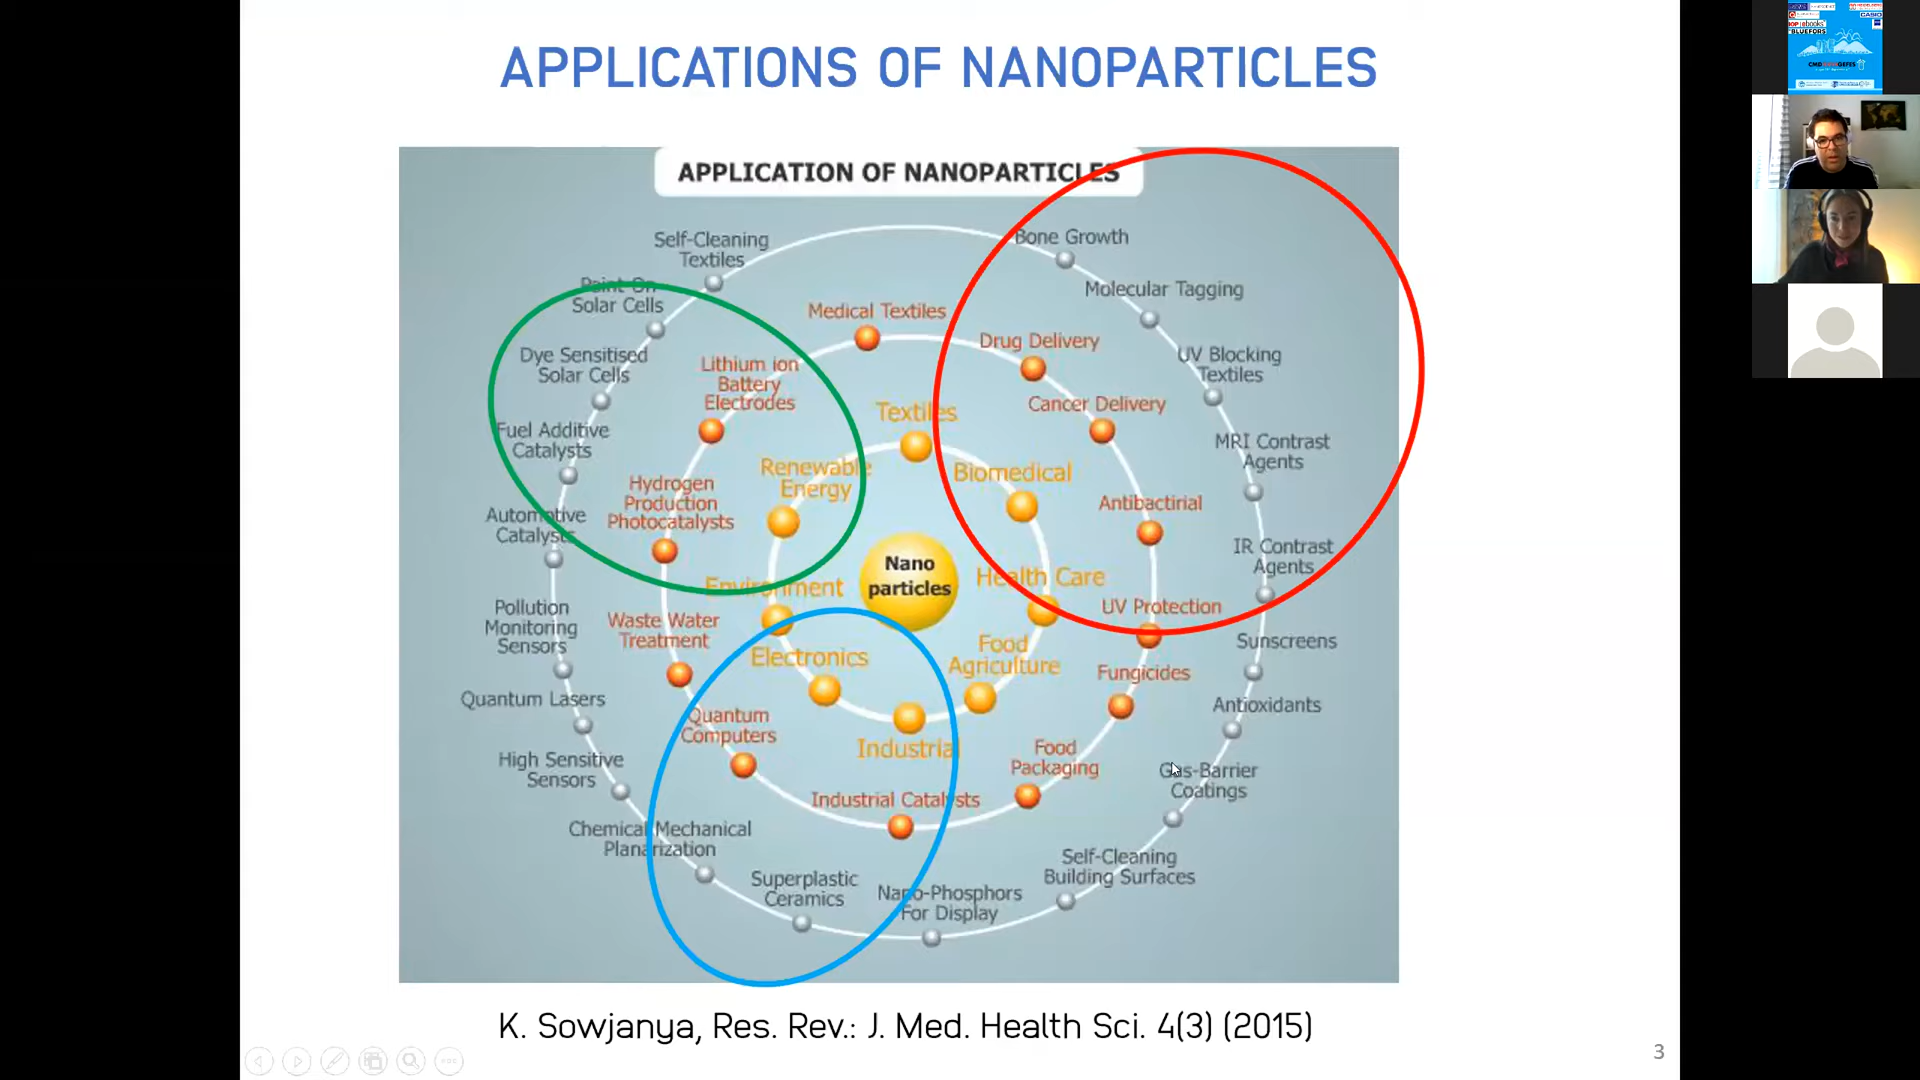 APPLICATIONS OF NANOPARTICLES
APPLICATION OF NANOPARTICLES
Self-Cleaning
Textiles
Paint-On
Solar Cells
Dye Sensitised
Solar Cells
Fuel Additive
Catalysts
Automotive
Catalysts
Pollution
Monitoring
Sensors
Quantum Lasers
High Sensitive
Sensors
Chemical Mechanical
Planarization
Superplastic
Ceramics
Nano-Phosphors
For Display
Self-Cleaning
Building Surfaces
Gas-Barrier
Coatings
Antioxidants
Sunscreens
IR Contrast
Agents
MRI Contrast
Agents
UV Blocking
Textiles
Molecular Tagging
Bone Growth
Medical Textiles
Drug Delivery
Cancer Delivery
Antibactirial
UV Protection
Fungicides
Food
Packaging
Industrial Catalysts
Quantum
Computers
Waste Water
Treatment
Hydrogen
Production
Photocatalysts
Lithium ion
Battery
Electrodes
Textiles
Biomedical
Health Care
Food
Agriculture
Industrial
Electronics
Environment
Renewable
Energy
Nano
particles
K. Sowjanya, Res. Rev.: J. Med. Health Sci. 4(3) (2015)
3
CASIO
IOP ebooks
BLUEFORS